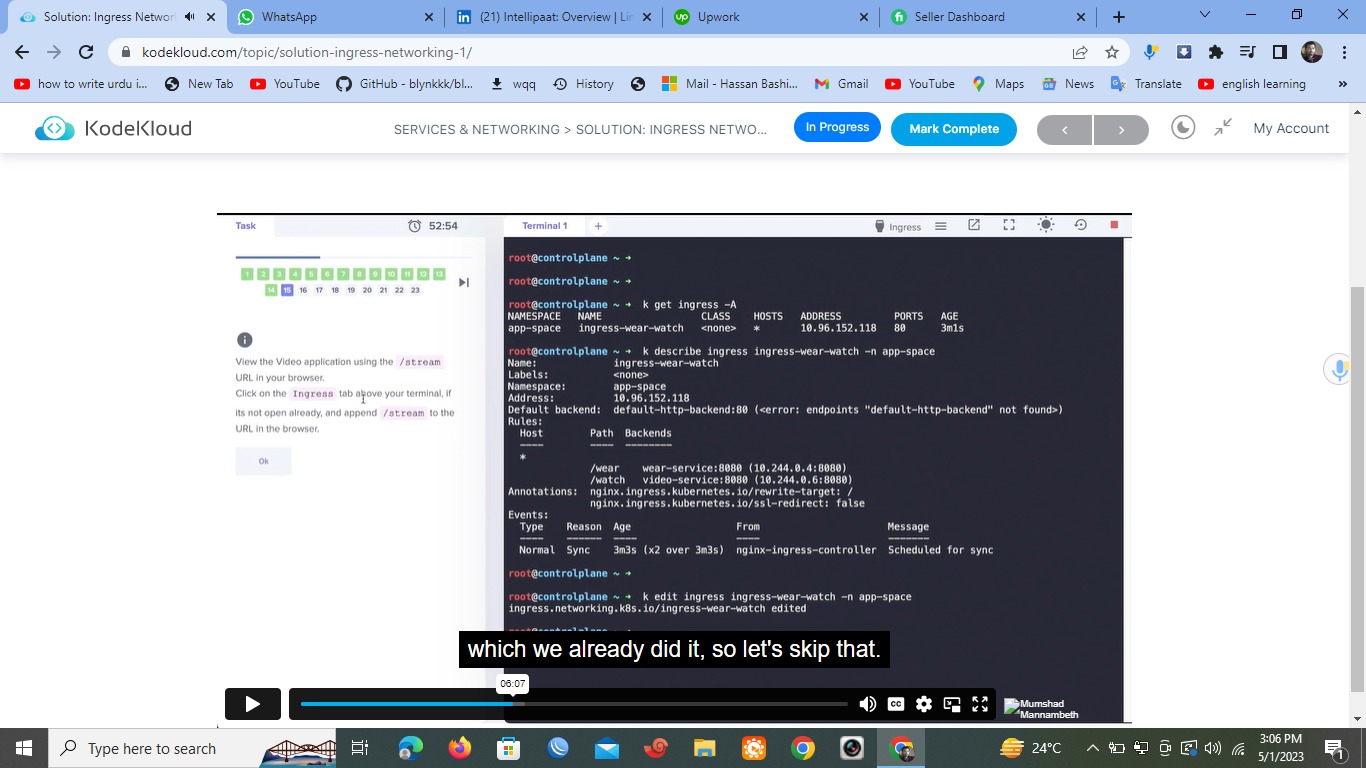 Solution: Ingress Networ
WhatsApp
(21) Intellipaat: Overview | Lin
Upwork
Seller Dashboard
kodekloud.com/topic/solution-ingress-networking-1/
how to write urdu i...
New Tab
YouTube
GitHub - blynkkk/bl...
wqq
History
Mail - Hassan Bashi...
Gmail
YouTube
Maps
News
Translate
english learning
»
KodeKloud
SERVICES & NETWORKING > SOLUTION: INGRESS NETWO...
In Progress
Mark Complete
My Account
Task
52:54
Terminal 1
+
Ingress
1 2 3 4 5 6 7 8 9 10 11 12 13
14 15 16 17 18 19 20 21 22 23
View the Video application using the /stream
URL in your browser.
Click on the Ingress tab above your terminal, if
its not open already, and append /stream to the
URL in the browser.
Ok
root@controlplane ~ ➜
root@controlplane ~ ➜
root@controlplane ~ ➜ k get ingress -A
NAMESPACE NAME CLASS HOSTS ADDRESS PORTS AGE
app-space ingress-wear-watch <none> * 10.96.152.118 80 3m1s
root@controlplane ~ ➜ k describe ingress ingress-wear-watch -n app-space
Name: ingress-wear-watch
Labels: <none>
Namespace: app-space
Address: 10.96.152.118
Default backend: default-http-backend:80 (<error: endpoints "default-http-backend" not found>)
Rules:
Host Path Backends
---- ---- --------
*
/wear wear-service:8080 (10.244.0.4:8080)
/watch video-service:8080 (10.244.0.6:8080)
Annotations: nginx.ingress.kubernetes.io/rewrite-target: /
nginx.ingress.kubernetes.io/ssl-redirect: false
Events:
Type Reason Age From Message
---- ------ ---- ---- -------
Normal Sync 3m3s (x2 over 3m3s) nginx-ingress-controller Scheduled for sync
root@controlplane ~ ➜
root@controlplane ~ ➜ k edit ingress ingress-wear-watch -n app-space
ingress.networking.k8s.io/ingress-wear-watch edited
which we already did it, so let's skip that.
06:07
CC
Mumshad
Mannambeth
Type here to search
24°C
3:06 PM
5/1/2023
1